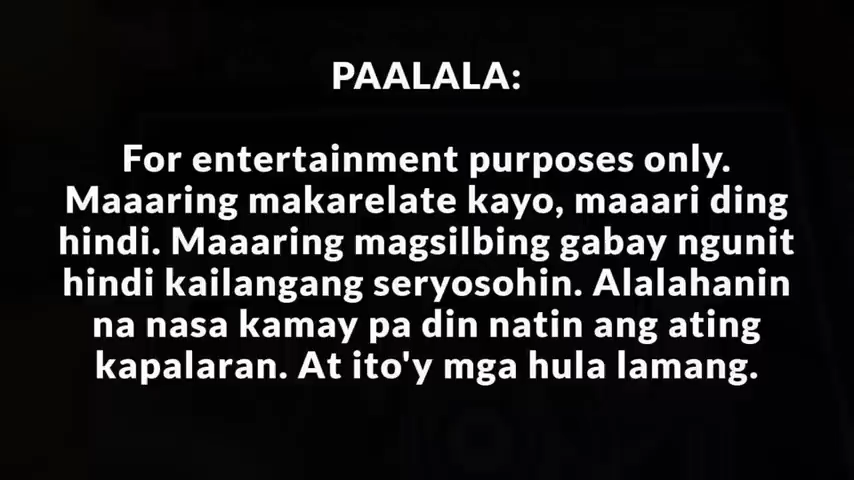 PAALALA:
For entertainment purposes only.
Maaaring makarelate kayo, maaari ding
hindi. Maaaring magsilbing gabay ngunit
hindi kailangang seryosohin. Alalahanin
na nasa kamay pa din natin ang ating
kapalaran. At ito'y mga hula lamang.